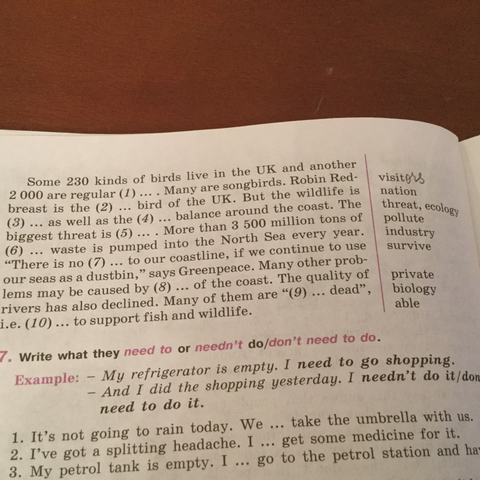 Some 230 kinds of birds live in the UK and another
2 000 are regular (1) ... . Many are songbirds. Robin Red-
breast is the (2) ... bird of the UK. But the wildlife is
(3) ... as well as the (4) ... balance around the coast. The
biggest threat is (5) ... . More than 3 500 million tons of
(6) ... waste is pumped into the North Sea every year.
"There is no (7) ... to our coastline, if we continue to use
our seas as a dustbin," says Greenpeace. Many other prob-
lems may be caused by (8) ... of the coast. The quality of
rivers has also declined. Many of them are "(9) ... dead",
i.e. (10) ... to support fish and wildlife.
visitors
nation
threat, ecology
pollute
industry
survive
private
biology
able
7. Write what they need to or needn't do/don't need to do.
Example: – My refrigerator is empty. I need to go shopping.
– And I did the shopping yesterday. I needn't do it/don
need to do it.
1. It's not going to rain today. We ... take the umbrella with us.
2. I've got a splitting headache. I ... get some medicine for it.
3. My petrol tank is empty. I ... go to the petrol station and ha